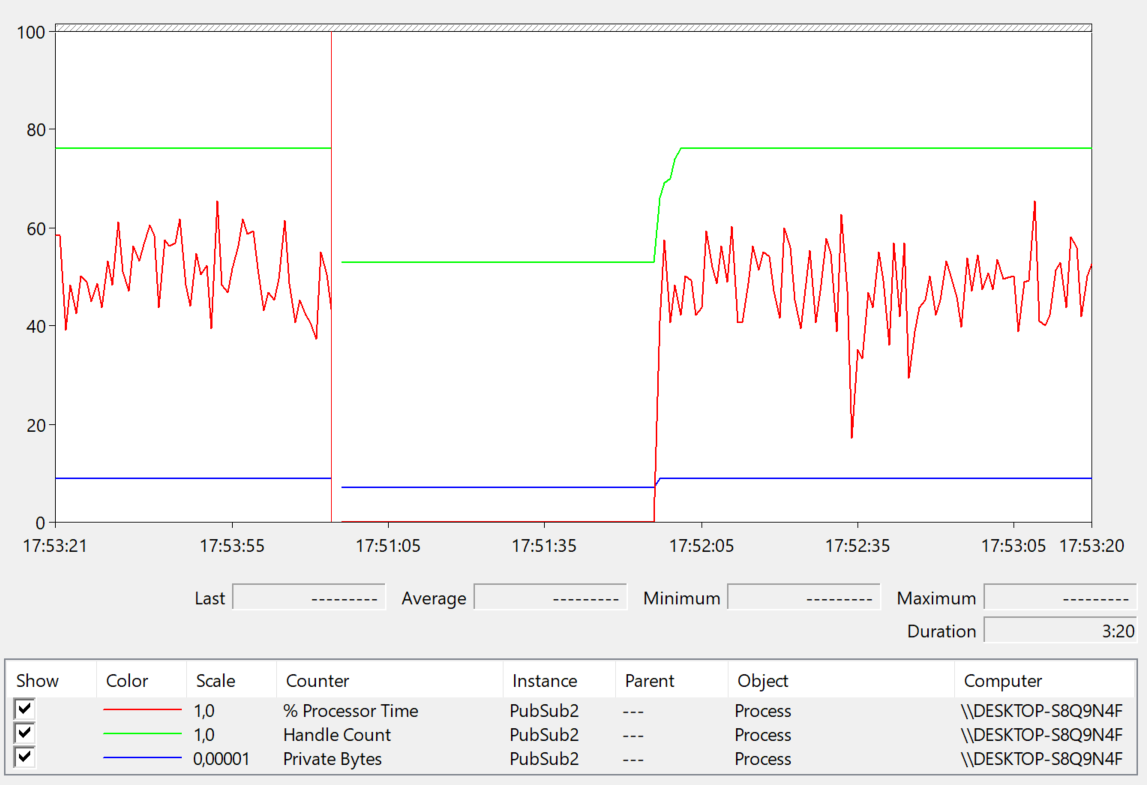 100
80
60
40
20
0
17:53:21 17:53:55 17:51:05 17:51:35 17:52:05 17:52:35 17:53:05 17:53:20
Last --------- Average --------- Minimum --------- Maximum ---------
Duration 3:20
Show Color Scale Counter Instance Parent Object Computer
1,0 % Processor Time PubSub2 --- Process \\DESKTOP-S8Q9N4F
1,0 Handle Count PubSub2 --- Process \\DESKTOP-S8Q9N4F
0,00001 Private Bytes PubSub2 --- Process \\DESKTOP-S8Q9N4F